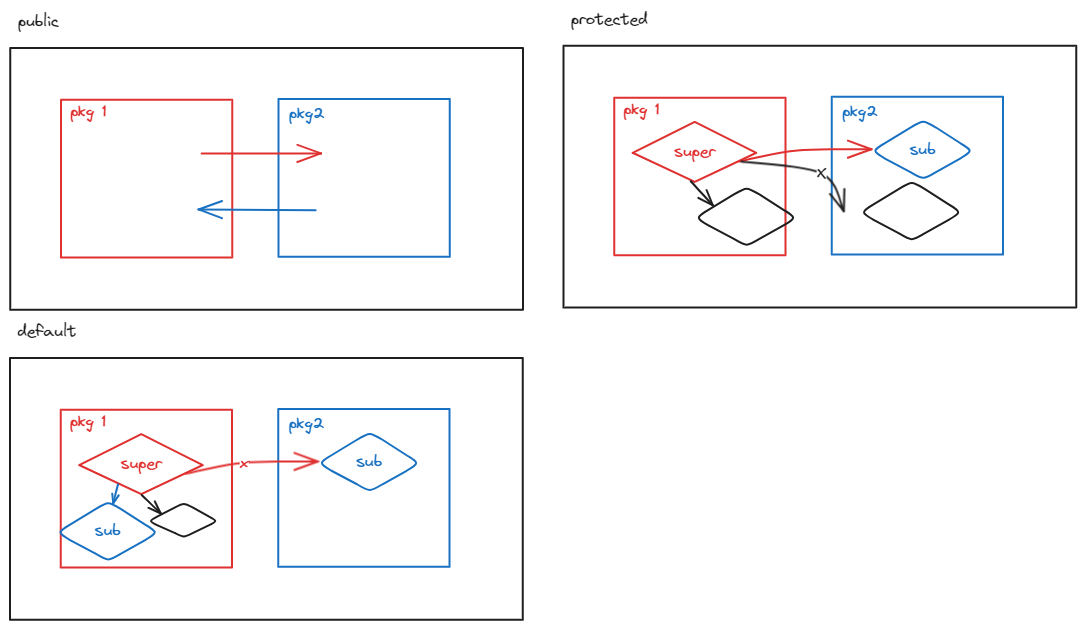 public
pkg 1
pkg2
protected
pkg 1
pkg2
super
sub
x
default
pkg 1
pkg2
super
x
sub
sub